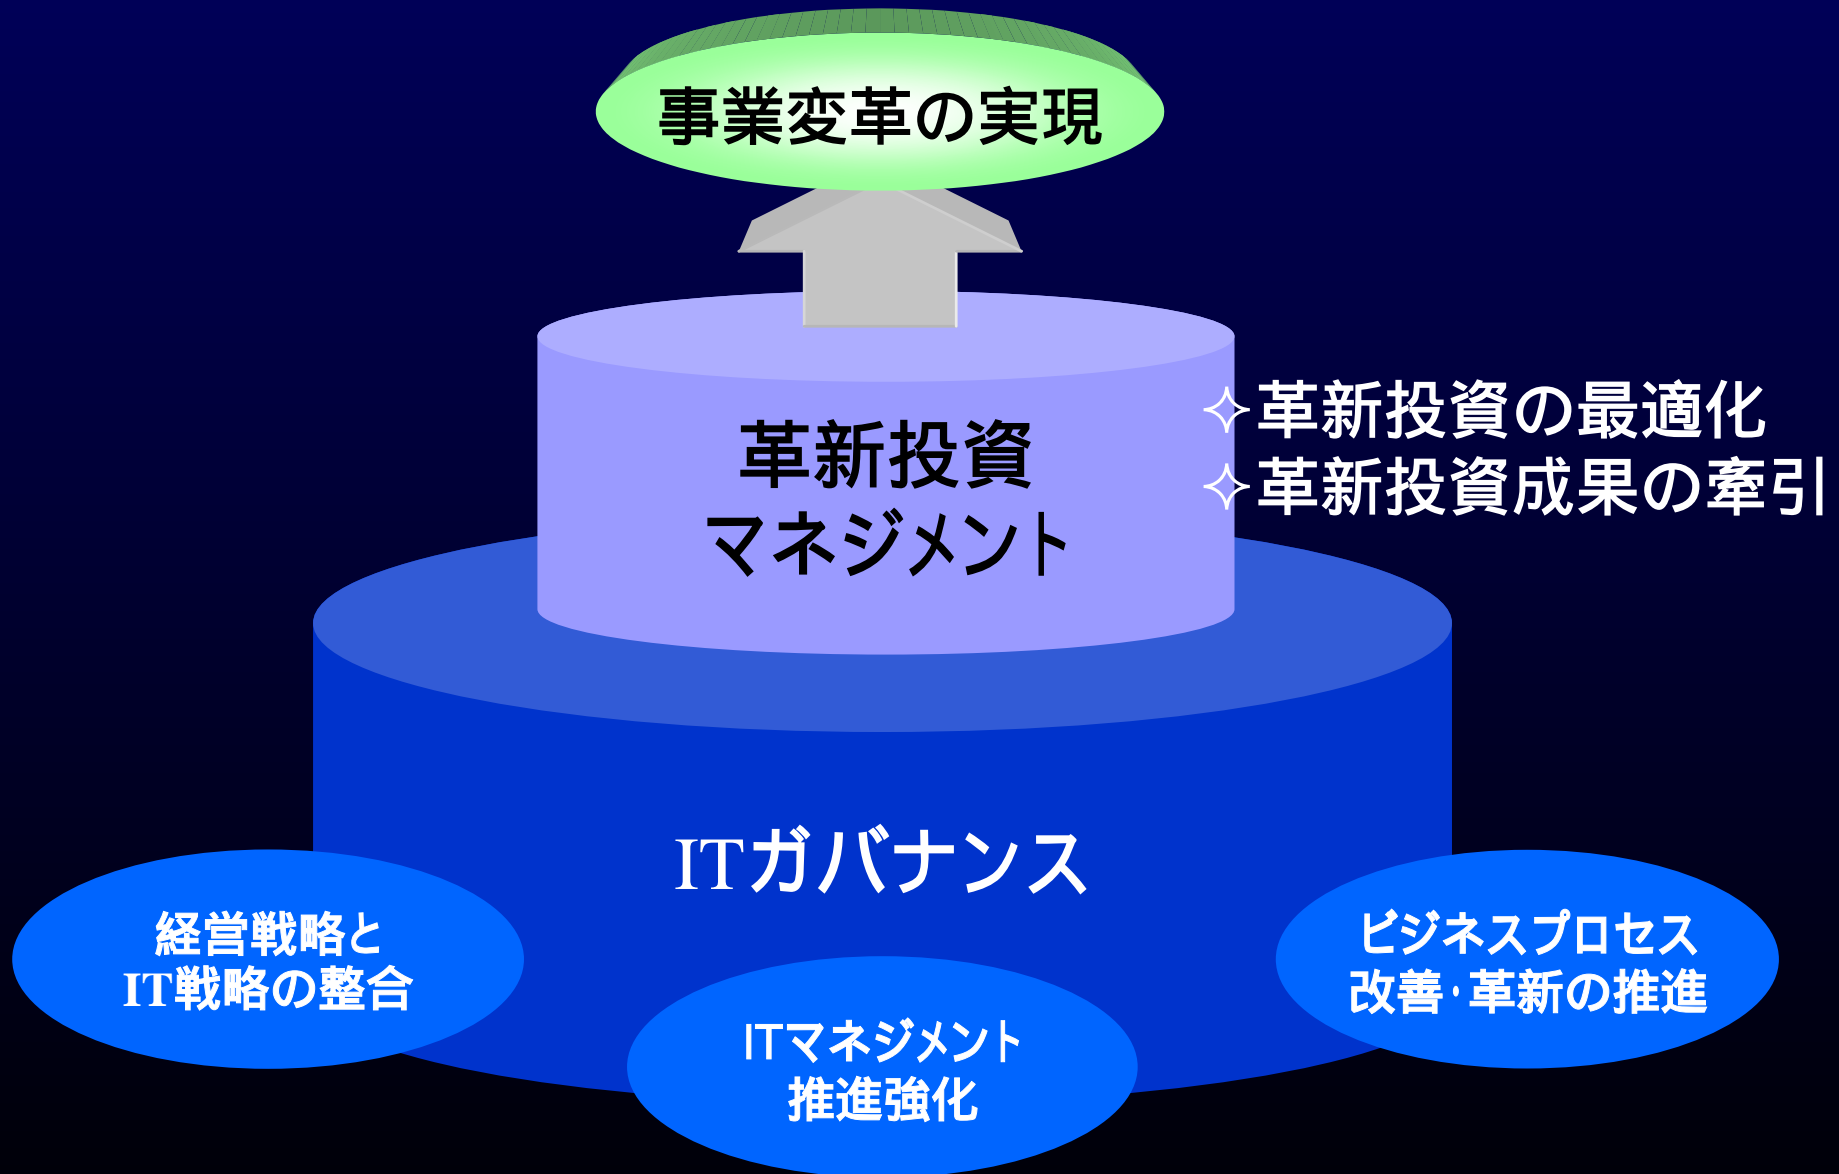 事業変革の実現
革新投資
マネジメント
✧革新投資の最適化
✧革新投資成果の牽引
ITガバナンス
経営戦略と
IT戦略の整合
ITマネジメント
推進強化
ビジネスプロセス
改善・革新の推進